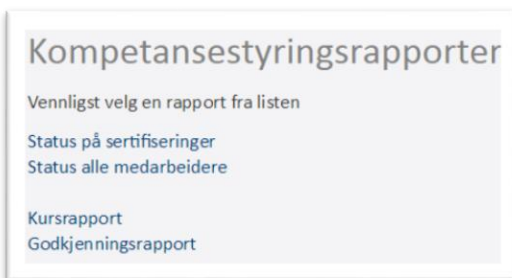 Kompetansestyringsrapporter
Vennligst velg en rapport fra listen
Status på sertifiseringer
Status alle medarbeidere
Kursrapport
Godkjenningsrapport